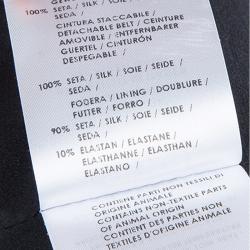 100% SETA / SILK / SOIE / SEIDE /
SEDA /
CINTURA STACCABILE /
DETACHABLE BELT / CEINTURE
AMOVIBLE / ENTFERNBARER
GUERTEL / CINTURÓN
DESPEGABLE /
100% SETA / SILK / SOIE / SEIDE /
SEDA /
FODERA / LINING / DOUBLURE /
FUTTER / FORRO /
90% SETA / SILK / SOIE / SEIDE /
SEDA /
10% ELASTAN / ELASTANE /
ELASTHANNE / ELASTHAN /
ELASTANO /
CONTIENE PARTI NON TESSILI DI
ORIGINE ANIMALE
CONTAINS NON-TEXTILE PARTS
OF ANIMAL ORIGIN
CONTIENT DES PARTIES NON
TEXTILES D'ORIGINE ANIMALE